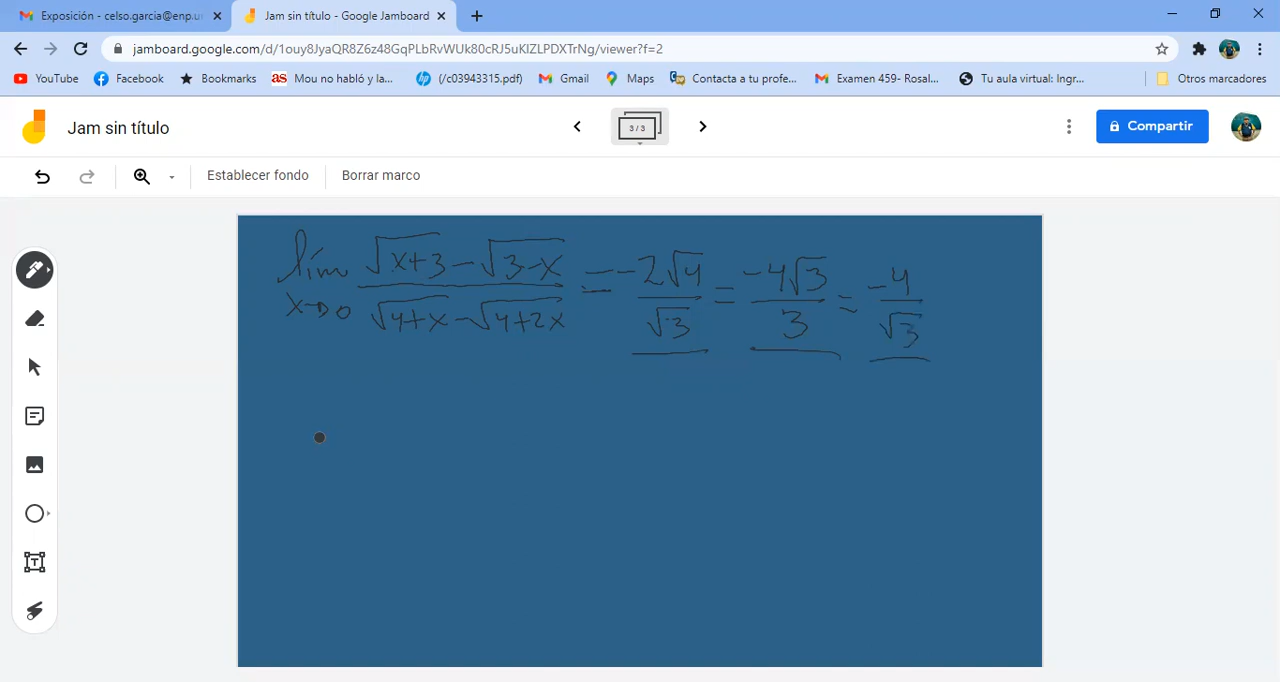 Exposición - celso.garcia@enp.u Jam sin título - Google Jamboard
jamboard.google.com/d/1ouy8JyaQR8Z6z48GqPLbRvWUk80cRJ5uKIZLPDXTrNg/viewer?f=2
YouTube Facebook Bookmarks as Mou no habló y la... hp (/c03943315.pdf) Gmail Maps Contacta a tu profe... Examen 459- Rosal... Tu aula virtual: Ingr... Otros marcadores
Jam sin título 3 / 3 Compartir
Establecer fondo Borrar marco
lím x→0 (√(x+3) - √(3-x)) / (√(4+x) - √(4+2x)) = -2√4 / √3 = -4√3 / 3 = -4 / √3